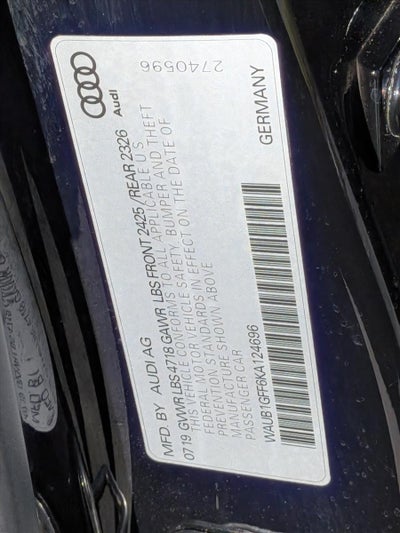 MFD. BY AUDI AG
0719 GVWR LBS 4718 GAWR LBS FRONT 2425 /REAR 2326
THIS VEHICLE CONFORMS TO ALL APPLICABLE U S
FEDERAL MOTOR VEHICLE SAFETY, BUMPER AND THEFT
PREVENTION STANDARDS IN EFFECT ON THE DATE OF
MANUFACTURE SHOWN ABOVE
PASSENGER CAR
WAUB1GFF6KA124696
GERMANY
Audi
2740596